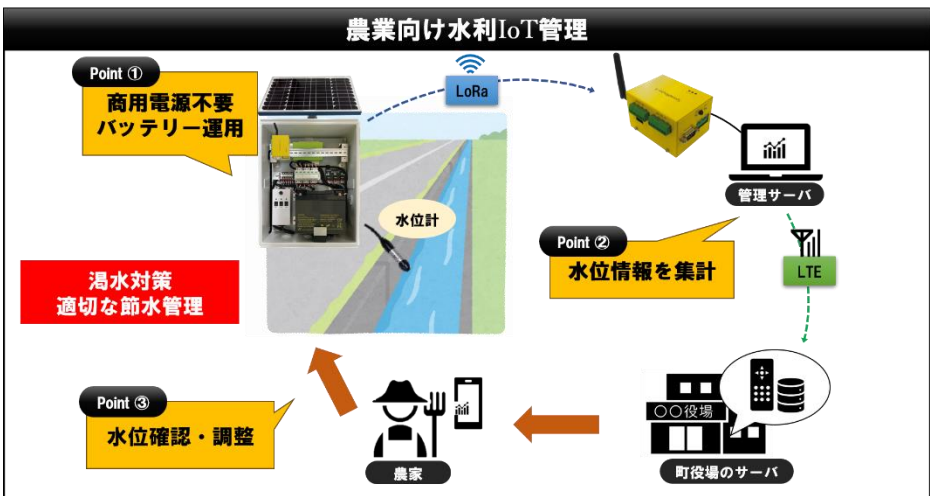 農業向け水利IoT管理
Point ①
商用電源不要
バッテリー運用
LoRa
水位計
管理サーバ
Point ②
水位情報を集計
LTE
渇水対策
適切な節水管理
Point ③
水位確認・調整
農家
〇〇役場
町役場のサーバ